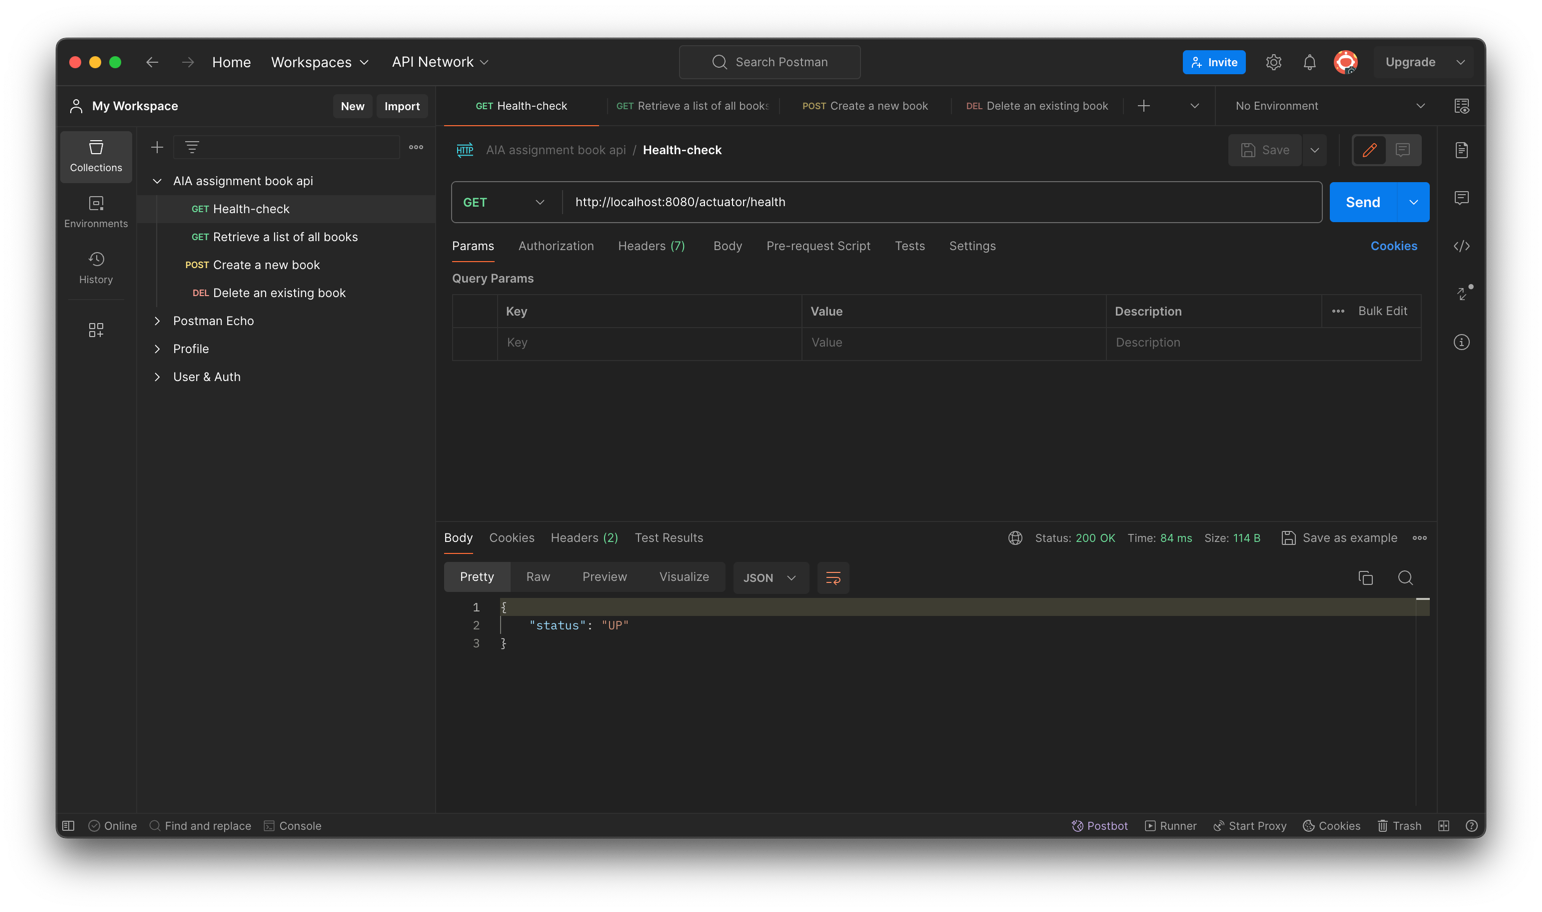 Home Workspaces API Network Search Postman Invite Upgrade
My Workspace New Import
GET Health-check GET Retrieve a list of all books POST Create a new book DEL Delete an existing book No Environment
Collections
Environments
History
AIA assignment book api
GET Health-check
GET Retrieve a list of all books
POST Create a new book
DEL Delete an existing book
Postman Echo
Profile
User & Auth
HTTP AIA assignment book api / Health-check Save
GET http://localhost:8080/actuator/health Send
Params Authorization Headers (7) Body Pre-request Script Tests Settings Cookies
Query Params
Key Value Description Bulk Edit
Key Value Description
Body Cookies Headers (2) Test Results Status: 200 OK Time: 84 ms Size: 114 B Save as example
Pretty Raw Preview Visualize JSON
1 {
2 "status": "UP"
3 }
Online Find and replace Console Postbot Runner Start Proxy Cookies Trash